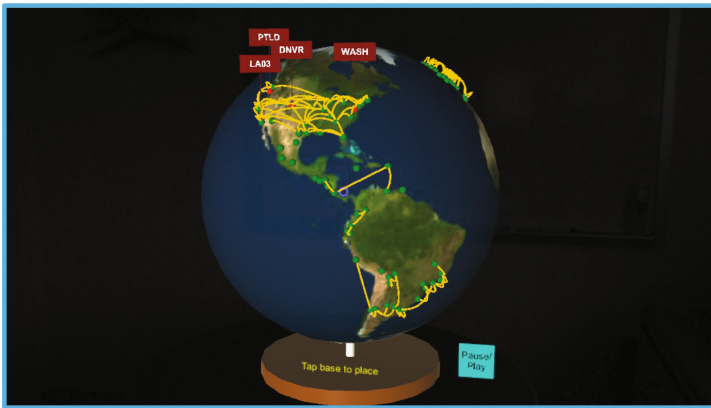 PTLD
DNVR
WASH
LA03
Tap base to place
Pause/
Play